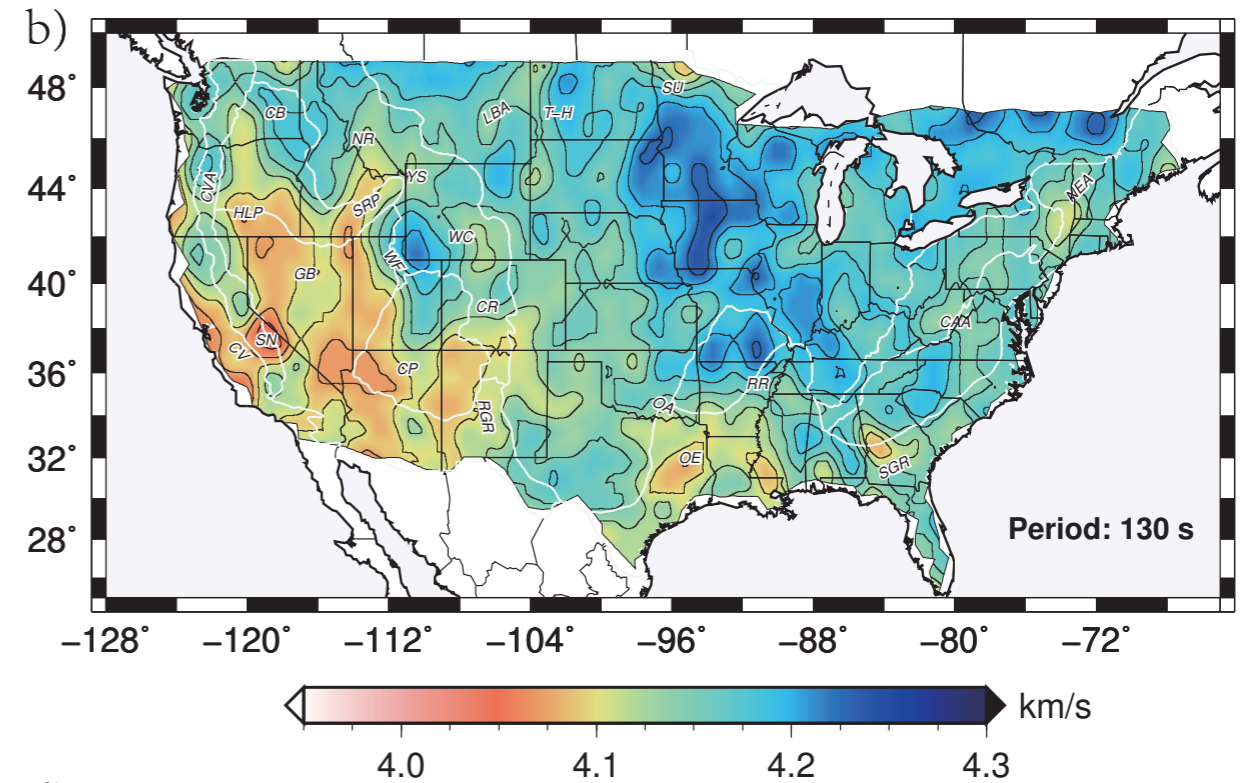 b)
48°
44°
40°
36°
32°
28°
SU
CB
LBA
T-H
NR
YS
CVA
NEA
HLP
SRP
WC
WF
GB
CR
CAA
SN
CV
CP
RR
OA
RGR
OE
SGR
Period: 130 s
−128° −120° −112° −104° −96° −88° −80° −72°
km/s
4.0 4.1 4.2 4.3